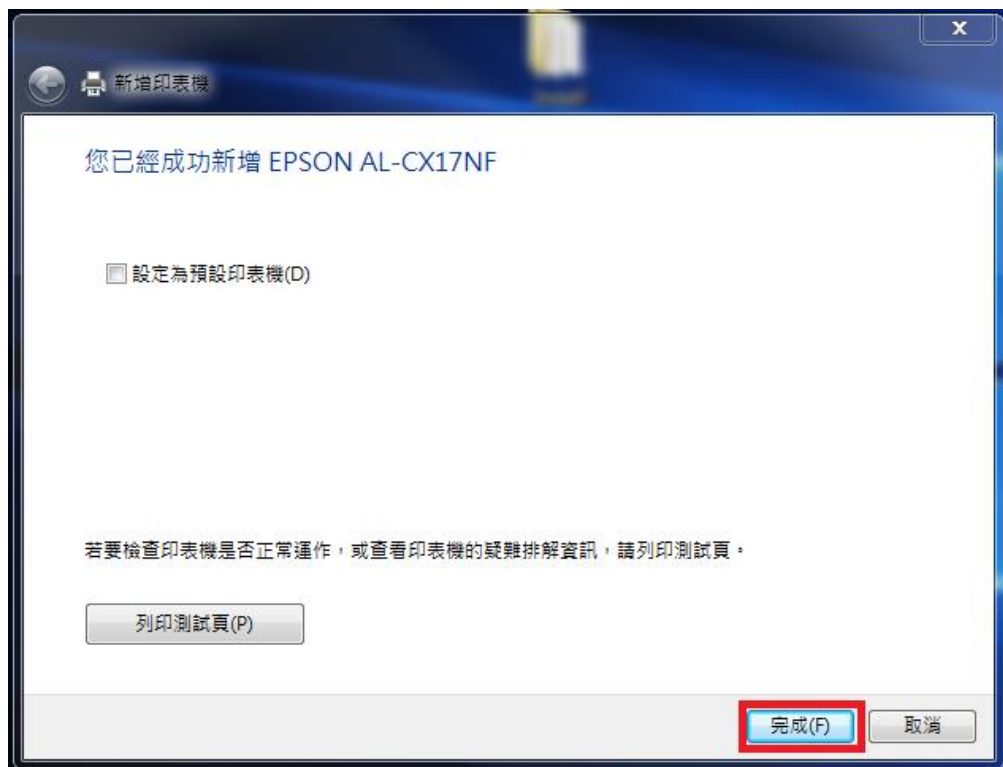 新增印表機
您已經成功新增 EPSON AL-CX17NF
設定為預設印表機(D)
若要檢查印表機是否正常運作，或查看印表機的疑難排解資訊，請列印測試頁。
列印測試頁(P)
完成(F)
取消